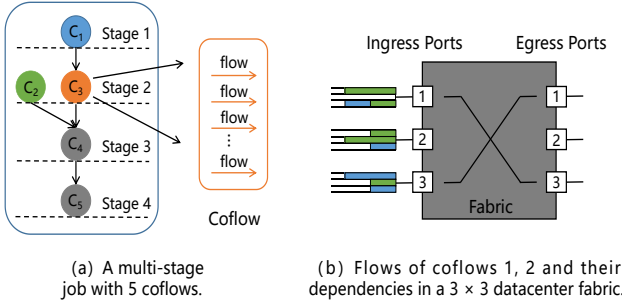 C1 Stage 1
C2 C3 Stage 2
C4 Stage 3
C5 Stage 4
flow
flow
flow
⋮
flow
Coflow
(a) A multi-stage
job with 5 coflows.
Ingress Ports Egress Ports
1 1
2 2
3 3
Fabric
(b) Flows of coflows 1, 2 and their
dependencies in a 3 × 3 datacenter fabric.